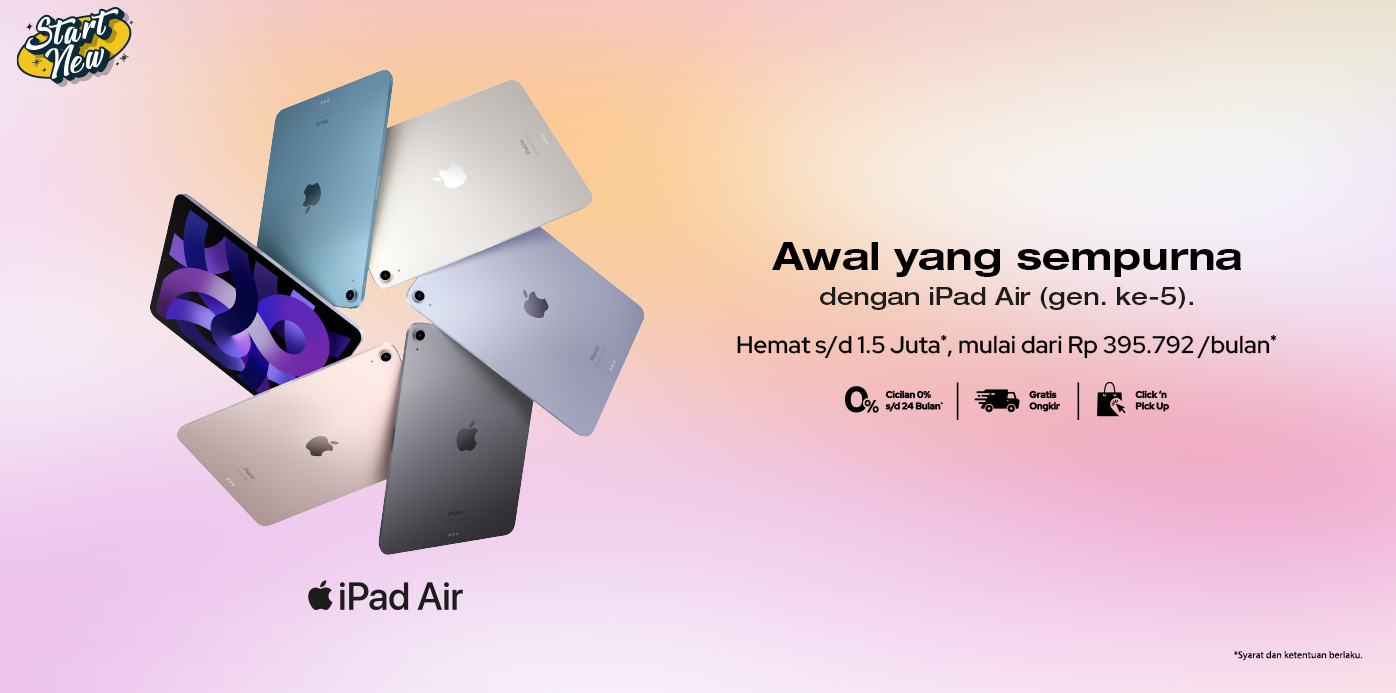 Start
New
Awal yang sempurna
dengan iPad Air (gen. ke-5).
Hemat s/d 1.5 Juta*, mulai dari Rp 395.792 /bulan*
0%
Cicilan 0%
s/d 24 Bulan*
Gratis
Ongkir
Click 'n
Pick Up
iPad Air
*Syarat dan ketentuan berlaku.